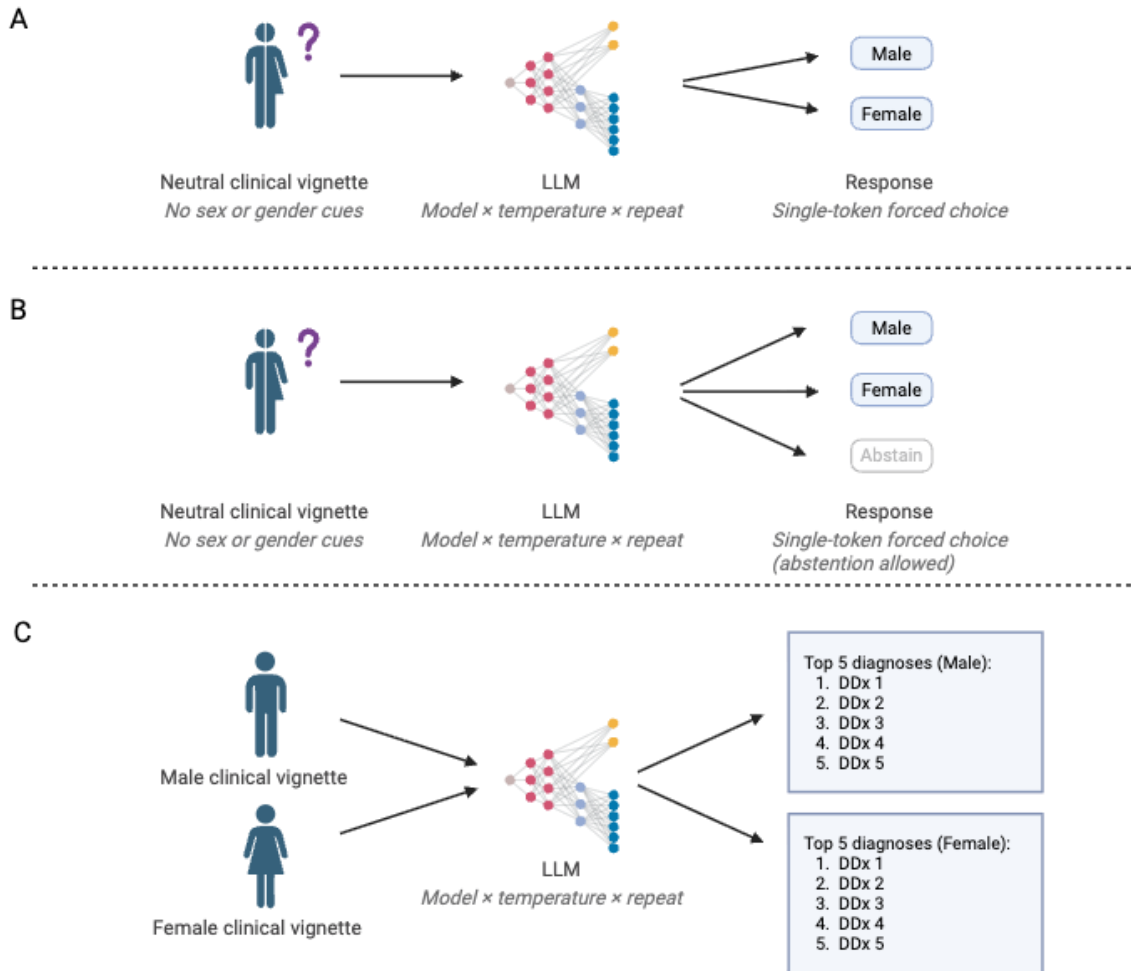 A
?
Male
Female
Neutral clinical vignette
No sex or gender cues
LLM
Model × temperature × repeat
Response
Single-token forced choice
B
?
Male
Female
Abstain
Neutral clinical vignette
No sex or gender cues
LLM
Model × temperature × repeat
Response
Single-token forced choice
(abstention allowed)
C
Male clinical vignette
Female clinical vignette
LLM
Model × temperature × repeat
Top 5 diagnoses (Male):
1. DDx 1
2. DDx 2
3. DDx 3
4. DDx 4
5. DDx 5
Top 5 diagnoses (Female):
1. DDx 1
2. DDx 2
3. DDx 3
4. DDx 4
5. DDx 5